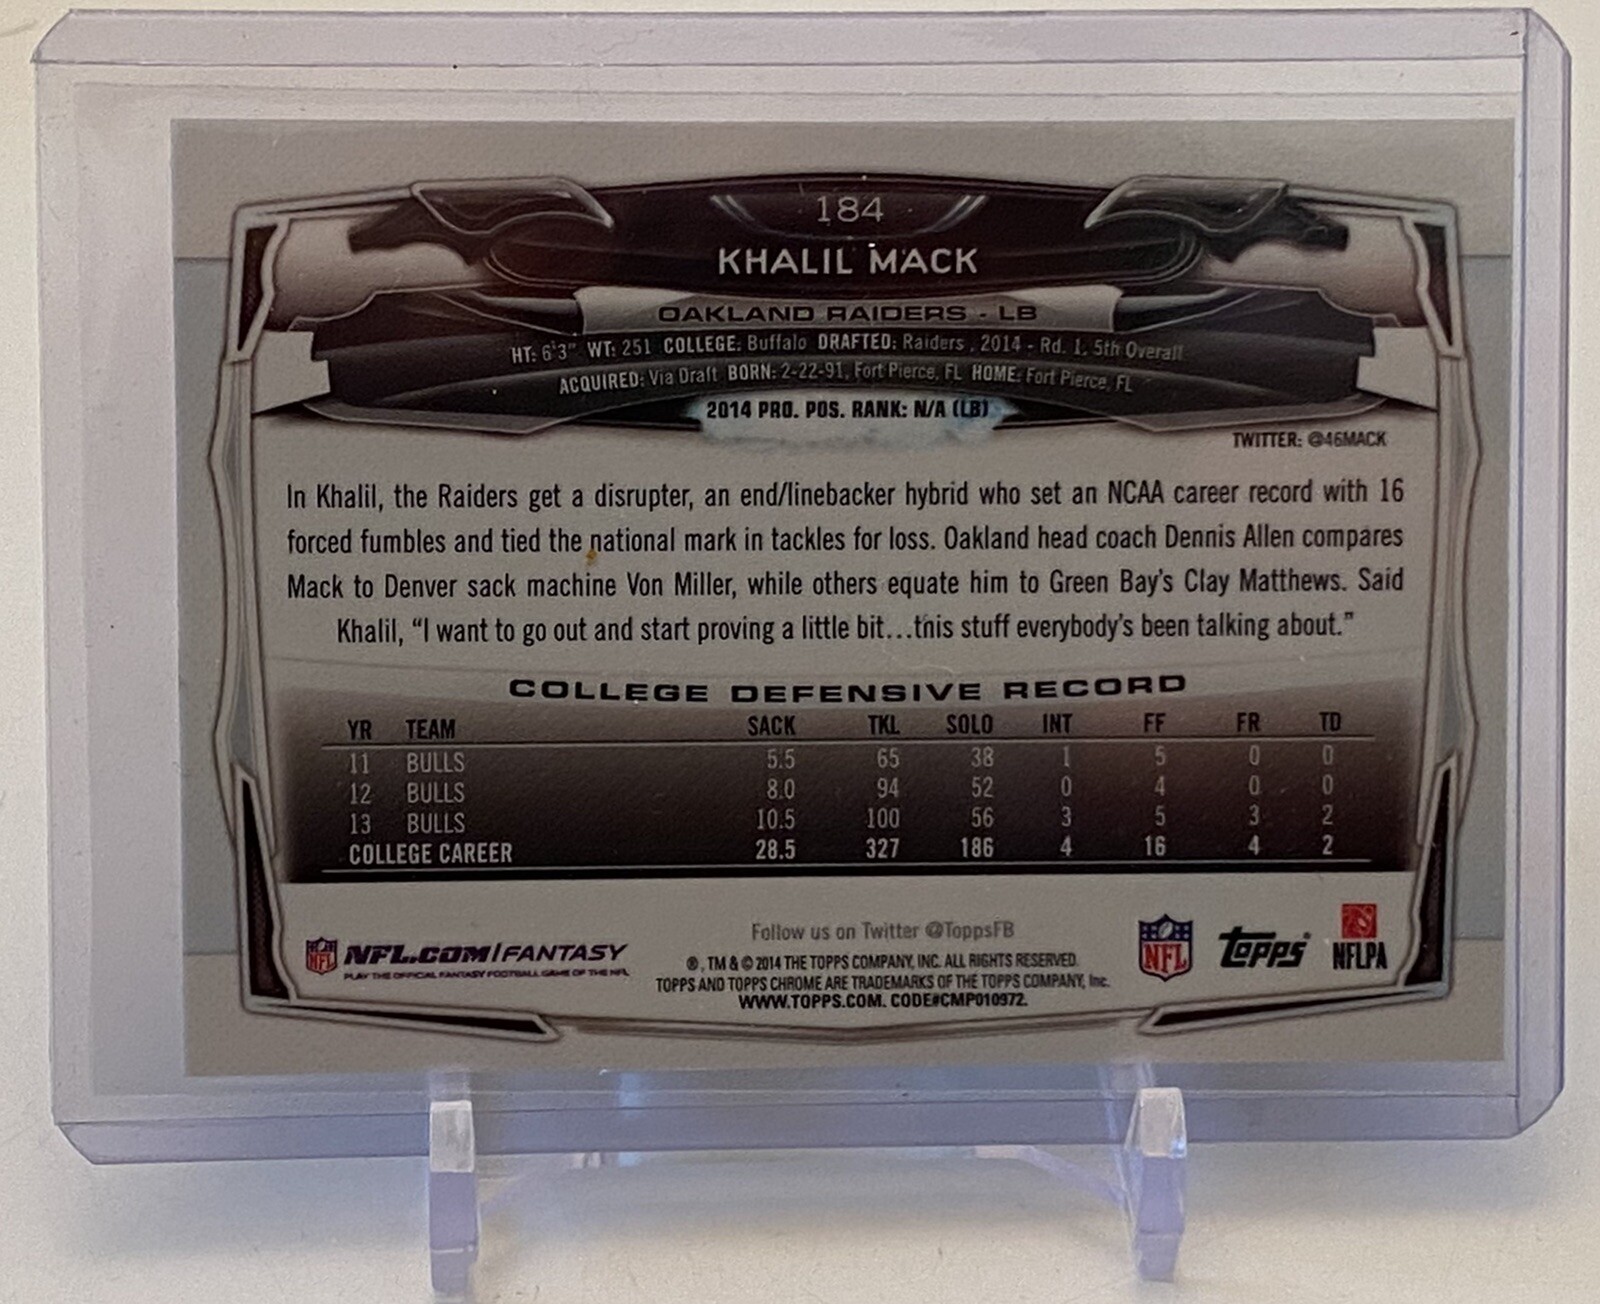 184
KHALIL MACK
OAKLAND RAIDERS - LB
HT: 6'3" WT: 251 COLLEGE: Buffalo DRAFTED: Raiders , 2014 - Rd. 1, 5th Overall
ACQUIRED: Via Draft BORN: 2-22-91, Fort Pierce, FL HOME: Fort Pierce, FL
2014 PRO. POS. RANK: N/A (LB)
TWITTER: @46MACK
In Khalil, the Raiders get a disrupter, an end/linebacker hybrid who set an NCAA career record with 16
forced fumbles and tied the national mark in tackles for loss. Oakland head coach Dennis Allen compares
Mack to Denver sack machine Von Miller, while others equate him to Green Bay's Clay Matthews. Said
Khalil, “I want to go out and start proving a little bit...this stuff everybody's been talking about.”
COLLEGE DEFENSIVE RECORD
YR TEAM SACK TKL SOLO INT FF FR TD
11 BULLS 5.5 65 38 1 5 0 0
12 BULLS 8.0 94 52 0 4 0 0
13 BULLS 10.5 100 56 3 5 3 2
COLLEGE CAREER 28.5 327 186 4 16 4 2
Follow us on Twitter @ToppsFB
NFL NFL.COM/FANTASY
PLAY THE OFFICIAL FANTASY FOOTBALL GAME OF THE NFL
®, TM & © 2014 THE TOPPS COMPANY, INC. ALL RIGHTS RESERVED.
TOPPS AND TOPPS CHROME ARE TRADEMARKS OF THE TOPPS COMPANY, Inc.
WWW.TOPPS.COM. CODE#CMP010972.
NFL Topps® NFLPA